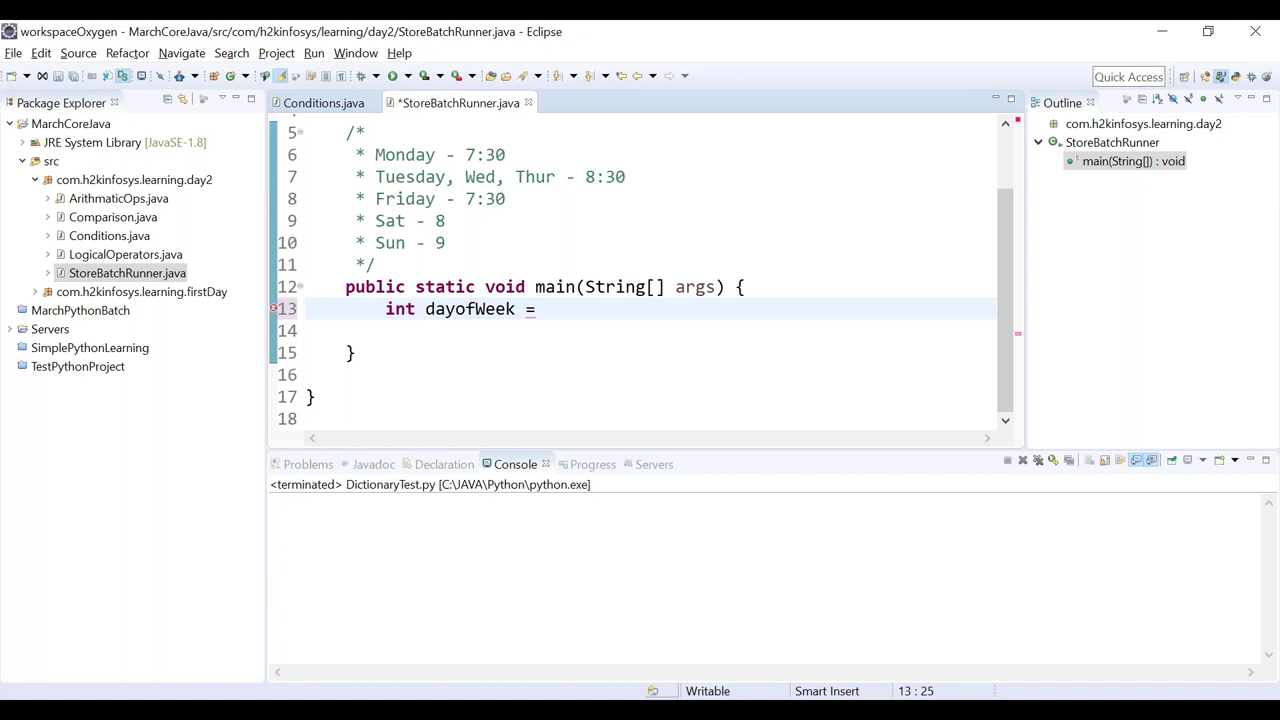 workspaceOxygen - MarchCoreJava/src/com/h2kinfosys/learning/day2/StoreBatchRunner.java - Eclipse
File Edit Source Refactor Navigate Search Project Run Window Help
Quick Access
Package Explorer
MarchCoreJava
JRE System Library [JavaSE-1.8]
src
com.h2kinfosys.learning.day2
ArithmaticOps.java
Comparison.java
Conditions.java
LogicalOperators.java
StoreBatchRunner.java
com.h2kinfosys.learning.firstDay
MarchPythonBatch
Servers
SimplePythonLearning
TestPythonProject
Conditions.java *StoreBatchRunner.java
5 /*
6 * Monday - 7:30
7 * Tuesday, Wed, Thur - 8:30
8 * Friday - 7:30
9 * Sat - 8
10 * Sun - 9
11 */
12 public static void main(String[] args) {
13 int dayofWeek =
14
15 }
16
17 }
18
Outline
com.h2kinfosys.learning.day2
StoreBatchRunner
main(String[]) : void
Problems Javadoc Declaration Console Progress Servers
<terminated> DictionaryTest.py [C:\JAVA\Python\python.exe]
Writable Smart Insert 13 : 25